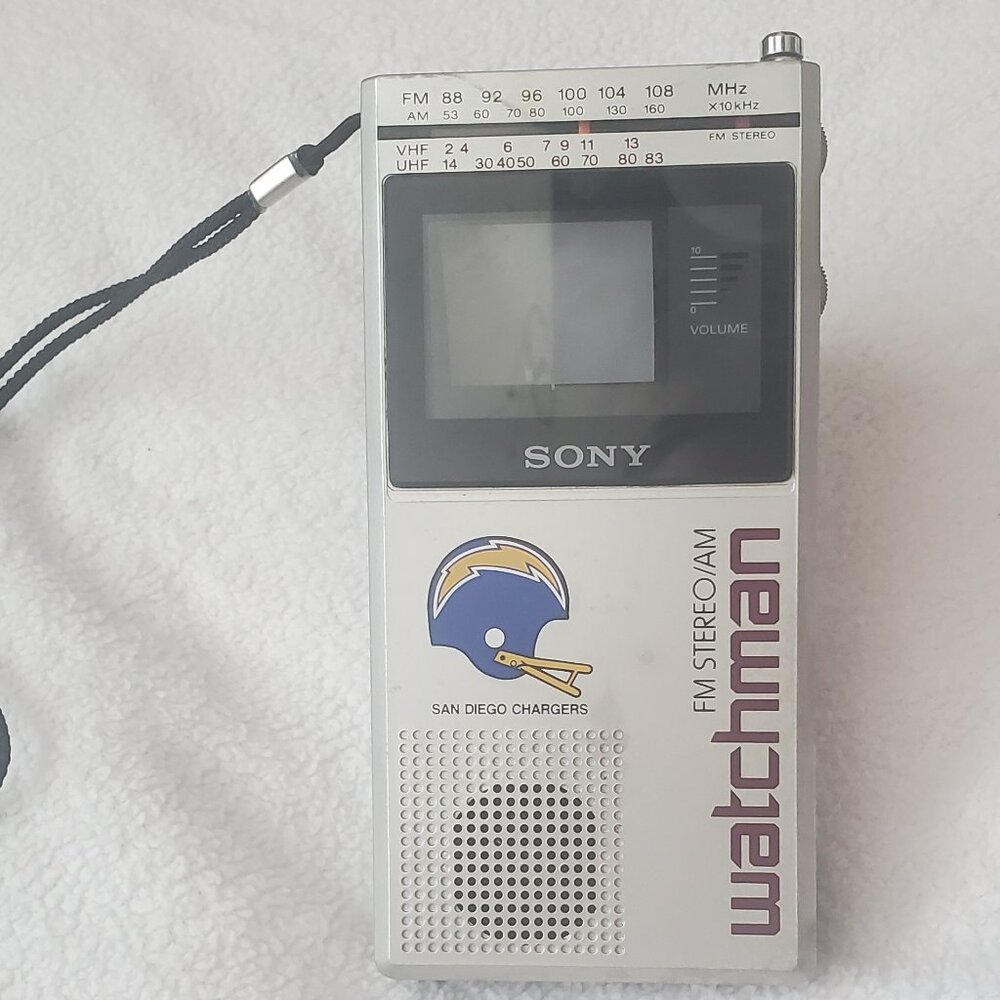 FM 88 92 96 100 104 108 MHz
AM 53 60 70 80 100 130 160 X10kHz
FM STEREO
VHF 2 4 6 7 9 11 13
UHF 14 30 40 50 60 70 80 83
10
0
VOLUME
SONY
SAN DIEGO CHARGERS
FM STEREO/AM
watchman